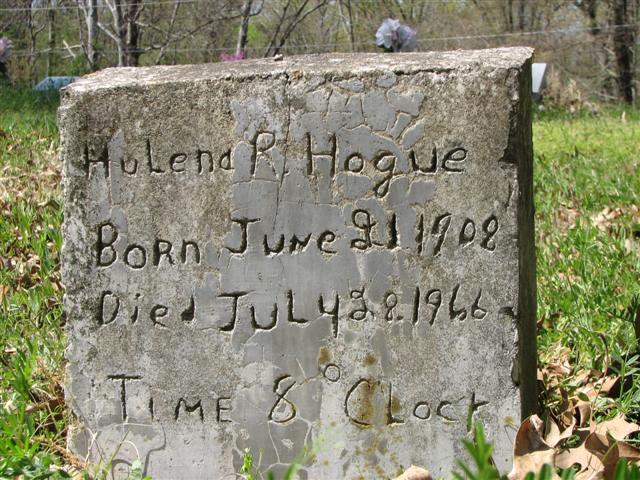 HuLena R. Hogue
Born June 21 1908
Died July 28.1966
Time 8 O Clock